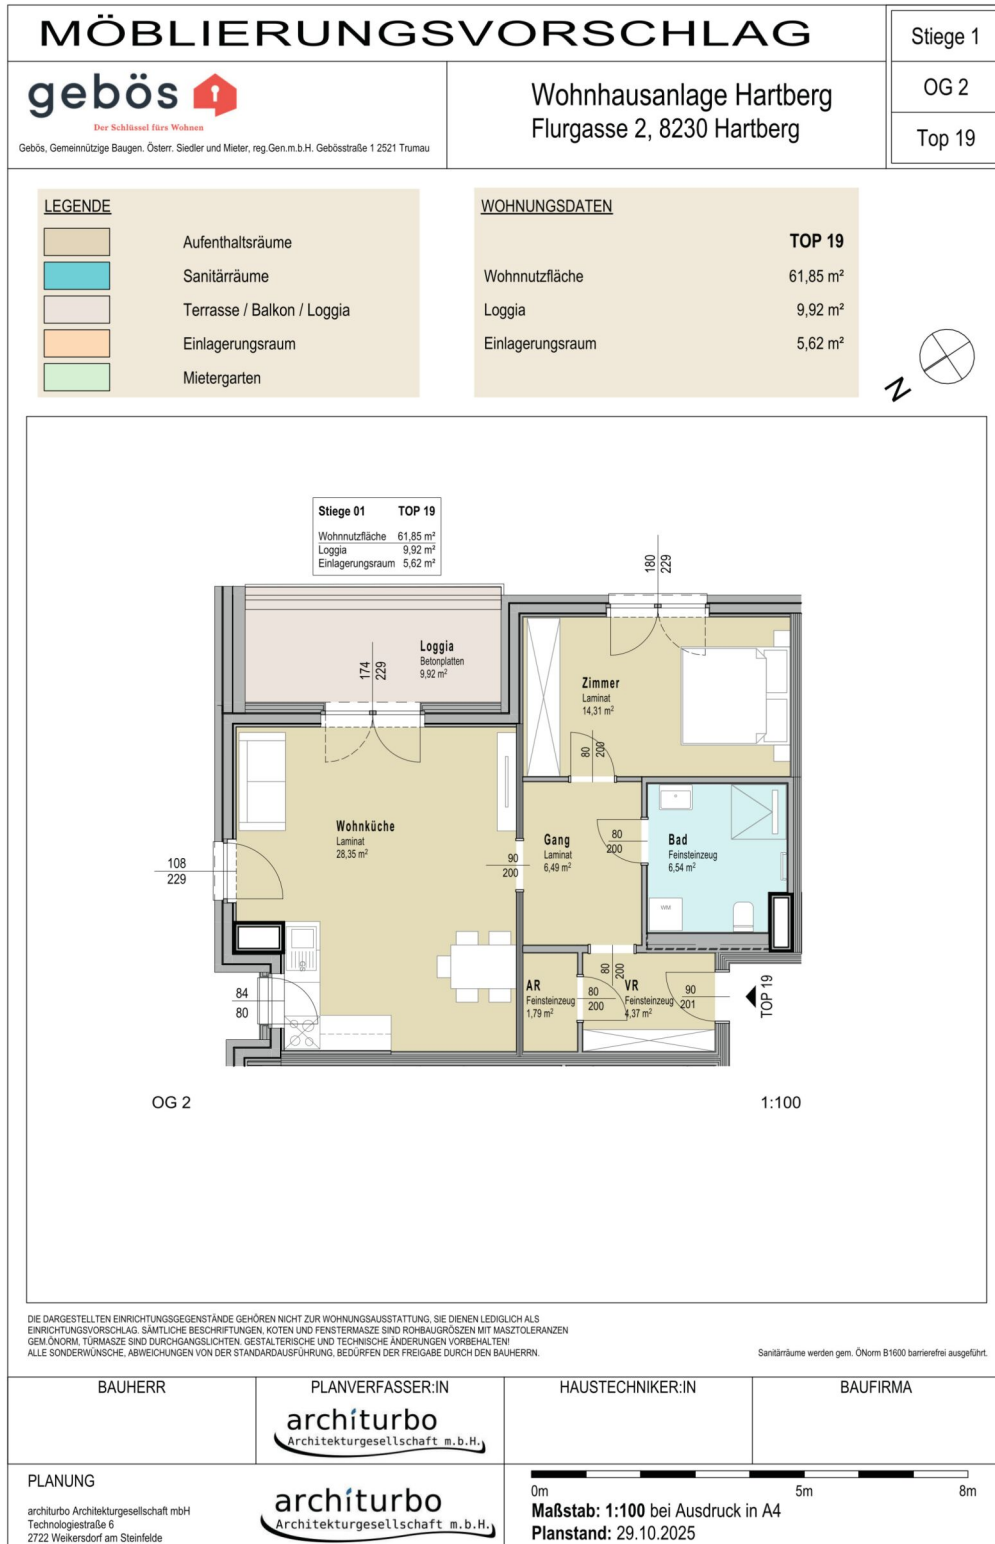 MÖBLIERUNGSVORSCHLAG
Stiege 1
OG 2
Top 19
gebös
Der Schlüssel fürs Wohnen
Gebös, Gemeinnützige Baugen. Österr. Siedler und Mieter, reg.Gen.m.b.H. Gebösstraße 1 2521 Trumau
Wohnhausanlage Hartberg
Flurgasse 2, 8230 Hartberg
LEGENDE
Aufenthaltsräume
Sanitärräume
Terrasse / Balkon / Loggia
Einlagerungsraum
Mietergarten
WOHNUNGSDATEN
TOP 19
Wohnnutzfläche 61,85 m²
Loggia 9,92 m²
Einlagerungsraum 5,62 m²
N
Stiege 01 TOP 19
Wohnnutzfläche 61,85 m²
Loggia 9,92 m²
Einlagerungsraum 5,62 m²
180
229
Loggia
Betonplatten
9,92 m²
174
229
Zimmer
Laminat
14,31 m²
80
200
Wohnküche
Laminat
28,35 m²
90
200
Gang
Laminat
6,49 m²
80
200
Bad
Feinsteinzeug
6,54 m²
WM
108
229
GS
84
80
AR
Feinsteinzeug
1,79 m²
80
200
80
200
VR
Feinsteinzeug
4,37 m²
90
201
TOP 19
OG 2
1:100
DIE DARGESTELLTEN EINRICHTUNGSGEGENSTÄNDE GEHÖREN NICHT ZUR WOHNUNGSAUSSTATTUNG, SIE DIENEN LEDIGLICH ALS
EINRICHTUNGSVORSCHLAG. SÄMTLICHE BESCHRIFTUNGEN, KOTEN UND FENSTERMASZE SIND ROHBAUGRÖSZEN MIT MASZTOLERANZEN
GEM.ÖNORM, TÜRMASZE SIND DURCHGANGSLICHTEN. GESTALTERISCHE UND TECHNISCHE ÄNDERUNGEN VORBEHALTEN!
ALLE SONDERWÜNSCHE, ABWEICHUNGEN VON DER STANDARDAUSFÜHRUNG, BEDÜRFEN DER FREIGABE DURCH DEN BAUHERRN.
Sanitärräume werden gem. ÖNorm B1600 barrierefrei ausgeführt.
BAUHERR
PLANVERFASSER:IN
architurbo
Architekturgesellschaft m.b.H.
HAUSTECHNIKER:IN
BAUFIRMA
PLANUNG
architurbo Architekturgesellschaft mbH
Technologiestraße 6
2722 Weikersdorf am Steinfelde
architurbo
Architekturgesellschaft m.b.H.
0m 5m 8m
Maßstab: 1:100 bei Ausdruck in A4
Planstand: 29.10.2025